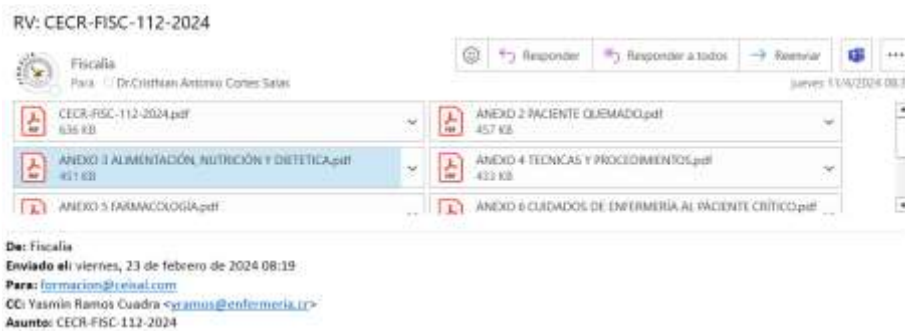 RV: CECR-FISC-112-2024
Fiscalia
Para Dr.Cristhian Antonio Cortes Salas
Responder
Responder a todos
Reenviar
jueves 11/4/2024 08:
CECR-FISC-112-2024.pdf
636 KB
ANEXO 2 PACIENTE QUEMADO.pdf
457 KB
ANEXO 3 ALIMENTACIÓN, NUTRICIÓN Y DIETETICA.pdf
451 KB
ANEXO 4 TECNICAS Y PROCEDIMIENTOS.pdf
433 KB
ANEXO 5 FARMACOLOGÍA.pdf
ANEXO 6 CUIDADOS DE ENFERMERÍA AL PACIENTE CRÍTICO.pdf
De: Fiscalia
Enviado el: viernes, 23 de febrero de 2024 08:19
Para: formacion@ceisal.com
CC: Yasmin Ramos Cuadra <yramos@enfermeria.cr>
Asunto: CECR-FISC-112-2024